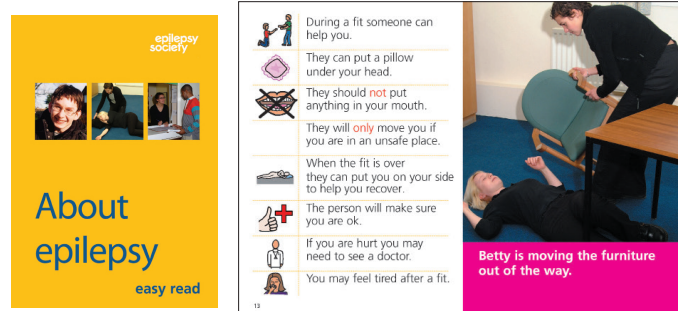 epilepsy
society
About
epilepsy
easy read
During a fit someone can
help you.
They can put a pillow
under your head.
They should not put
anything in your mouth.
They will only move you if
you are in an unsafe place.
When the fit is over
they can put you on your side
to help you recover.
The person will make sure
you are ok.
If you are hurt you may
need to see a doctor.
You may feel tired after a fit.
13
Betty is moving the furniture
out of the way.